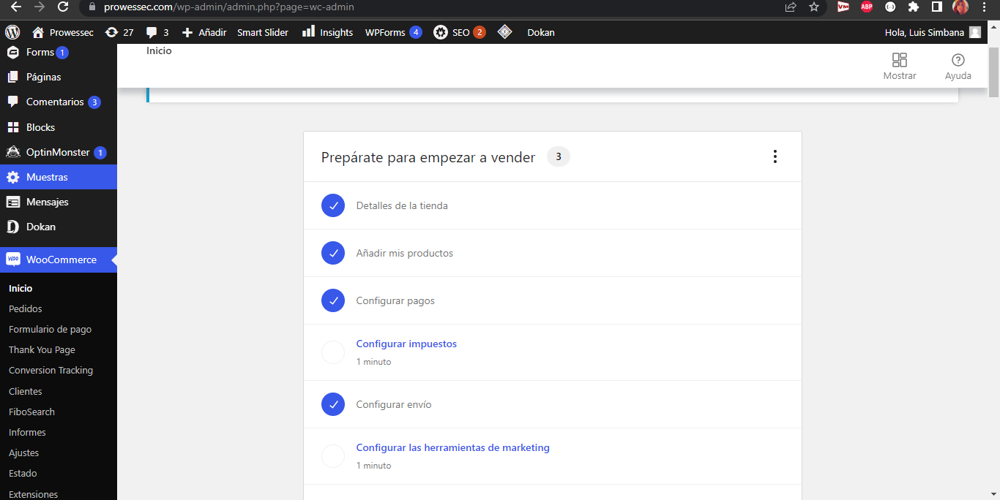 prowessec.com/wp-admin/admin.php?page=wc-admin
VM
ABP
Prowessec
27
3
Añadir
Smart Slider
Insights
WPForms 4
SEO 2
Dokan
Hola, Luis Simbana
Forms 1
Páginas
Comentarios 3
Blocks
OptinMonster 1
Muestras
Mensajes
Dokan
WOO WooCommerce
Inicio
Pedidos
Formulario de pago
Thank You Page
Conversion Tracking
Clientes
FiboSearch
Informes
Ajustes
Estado
Extensiones
Inicio
Mostrar
Ayuda
Prepárate para empezar a vender 3
Detalles de la tienda
Añadir mis productos
Configurar pagos
Configurar impuestos
1 minuto
Configurar envío
Configurar las herramientas de marketing
1 minuto